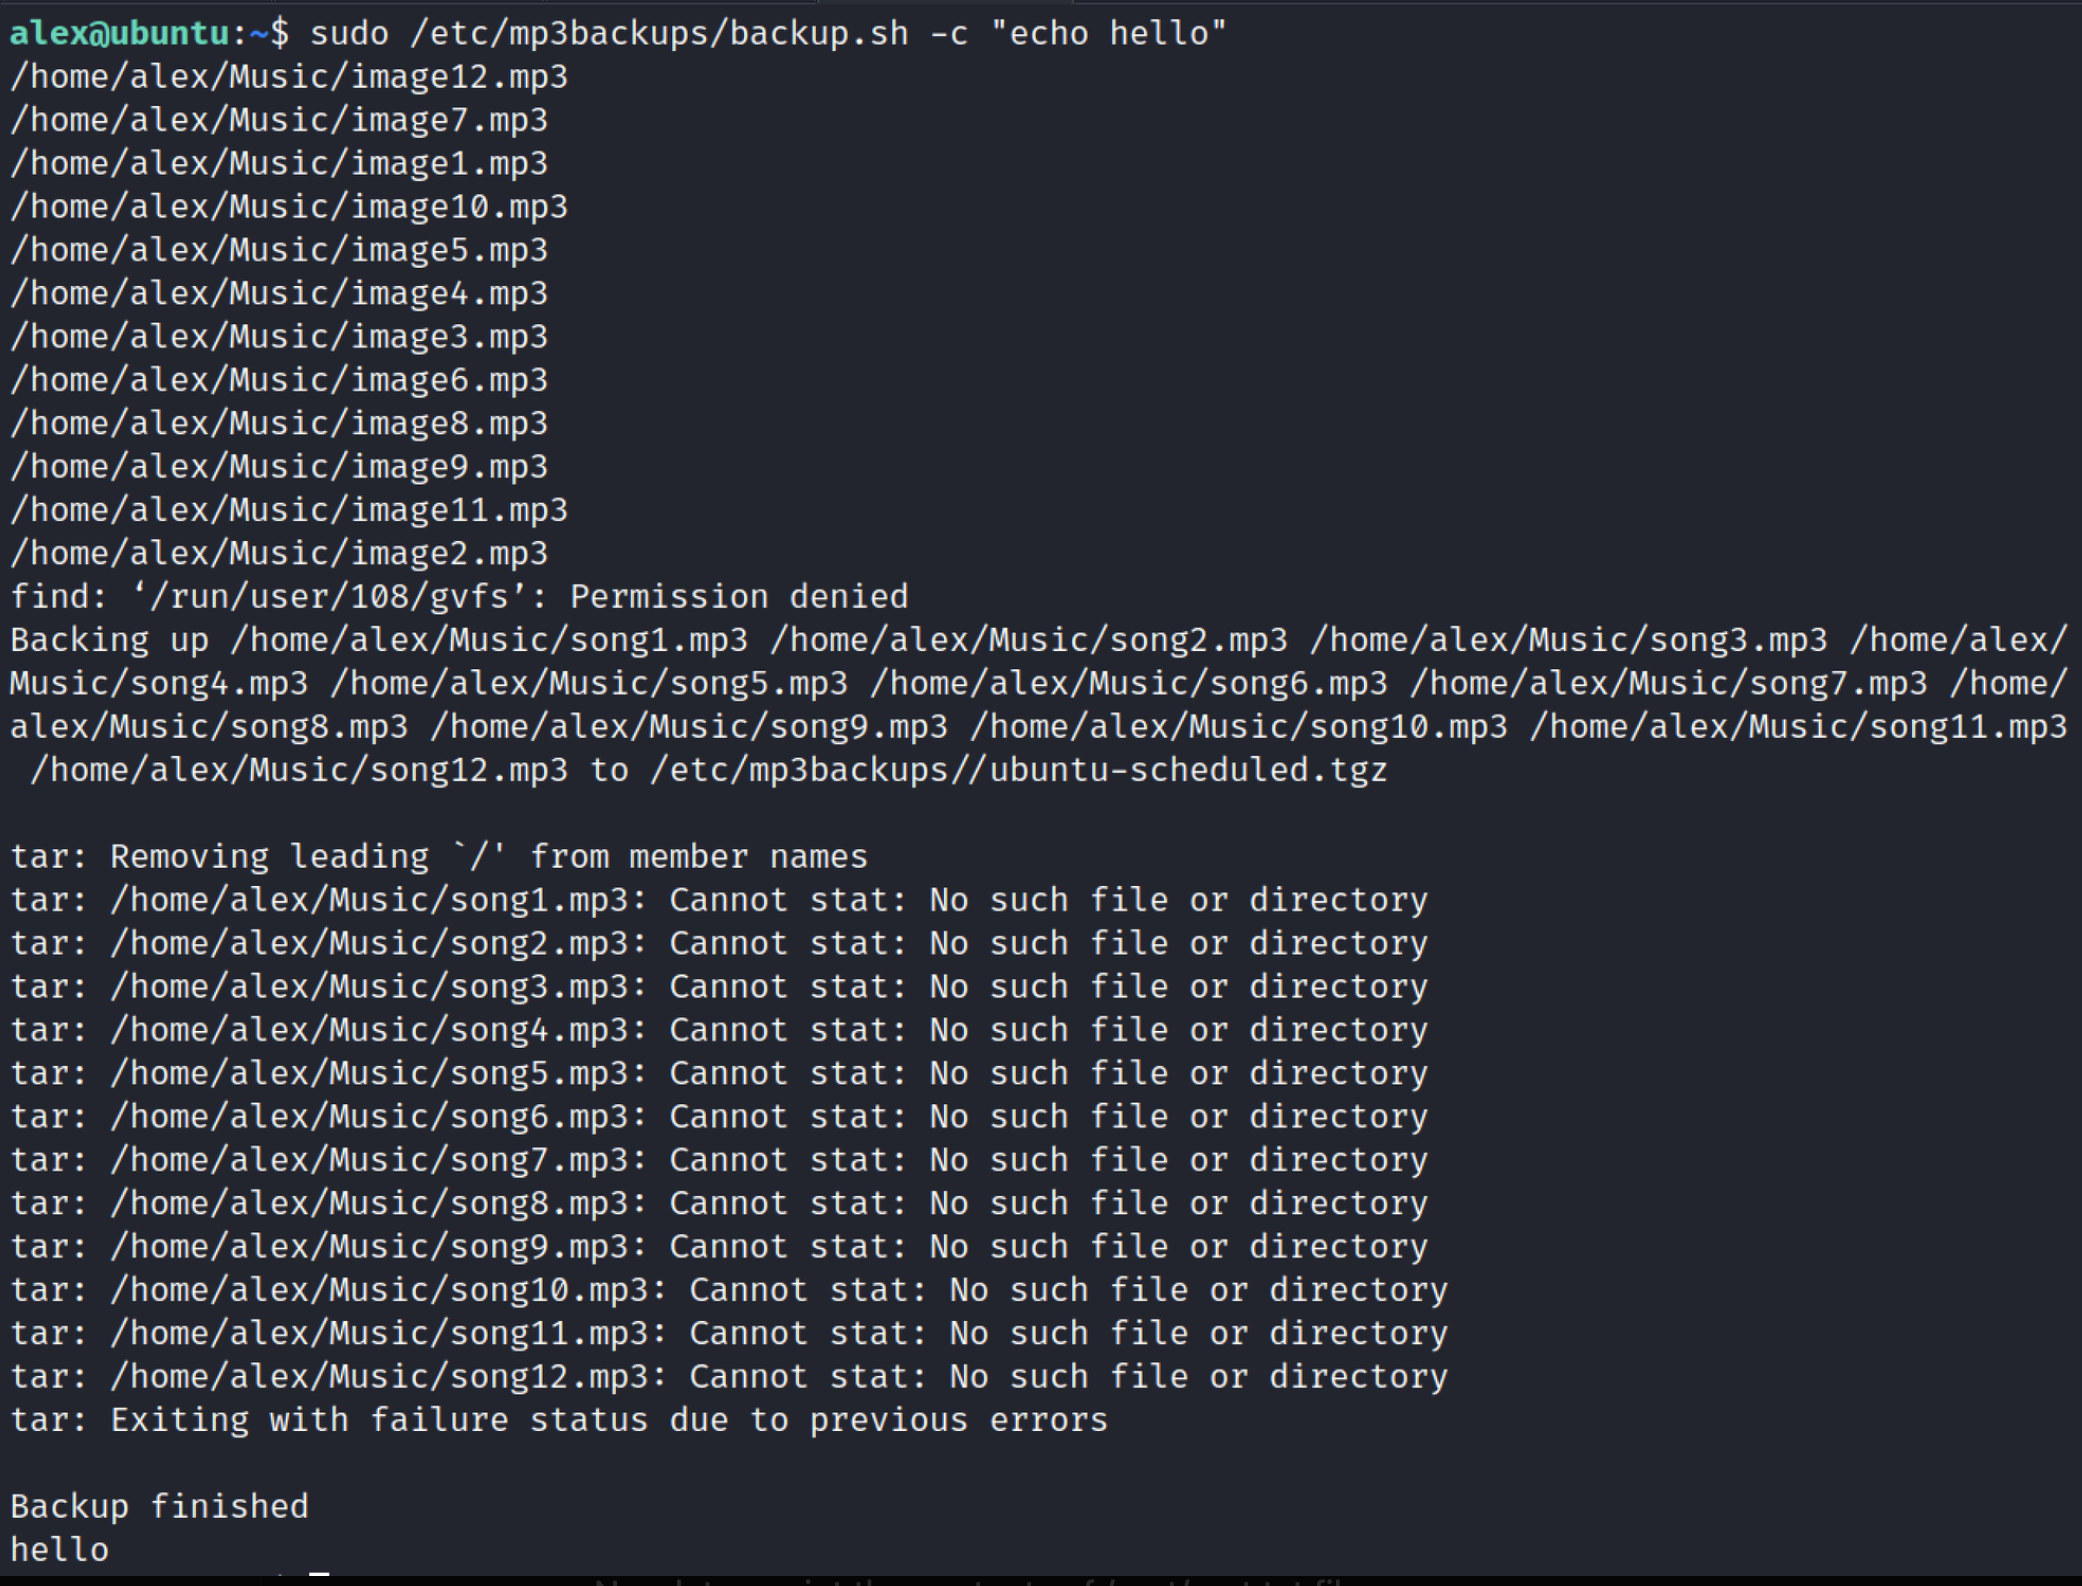 alex@ubuntu:~$ sudo /etc/mp3backups/backup.sh -c "echo hello"
/home/alex/Music/image12.mp3
/home/alex/Music/image7.mp3
/home/alex/Music/image1.mp3
/home/alex/Music/image10.mp3
/home/alex/Music/image5.mp3
/home/alex/Music/image4.mp3
/home/alex/Music/image3.mp3
/home/alex/Music/image6.mp3
/home/alex/Music/image8.mp3
/home/alex/Music/image9.mp3
/home/alex/Music/image11.mp3
/home/alex/Music/image2.mp3
find: ‘/run/user/108/gvfs’: Permission denied
Backing up /home/alex/Music/song1.mp3 /home/alex/Music/song2.mp3 /home/alex/Music/song3.mp3 /home/alex/
Music/song4.mp3 /home/alex/Music/song5.mp3 /home/alex/Music/song6.mp3 /home/alex/Music/song7.mp3 /home/
alex/Music/song8.mp3 /home/alex/Music/song9.mp3 /home/alex/Music/song10.mp3 /home/alex/Music/song11.mp3
 /home/alex/Music/song12.mp3 to /etc/mp3backups//ubuntu-scheduled.tgz

tar: Removing leading `/' from member names
tar: /home/alex/Music/song1.mp3: Cannot stat: No such file or directory
tar: /home/alex/Music/song2.mp3: Cannot stat: No such file or directory
tar: /home/alex/Music/song3.mp3: Cannot stat: No such file or directory
tar: /home/alex/Music/song4.mp3: Cannot stat: No such file or directory
tar: /home/alex/Music/song5.mp3: Cannot stat: No such file or directory
tar: /home/alex/Music/song6.mp3: Cannot stat: No such file or directory
tar: /home/alex/Music/song7.mp3: Cannot stat: No such file or directory
tar: /home/alex/Music/song8.mp3: Cannot stat: No such file or directory
tar: /home/alex/Music/song9.mp3: Cannot stat: No such file or directory
tar: /home/alex/Music/song10.mp3: Cannot stat: No such file or directory
tar: /home/alex/Music/song11.mp3: Cannot stat: No such file or directory
tar: /home/alex/Music/song12.mp3: Cannot stat: No such file or directory
tar: Exiting with failure status due to previous errors

Backup finished
hello